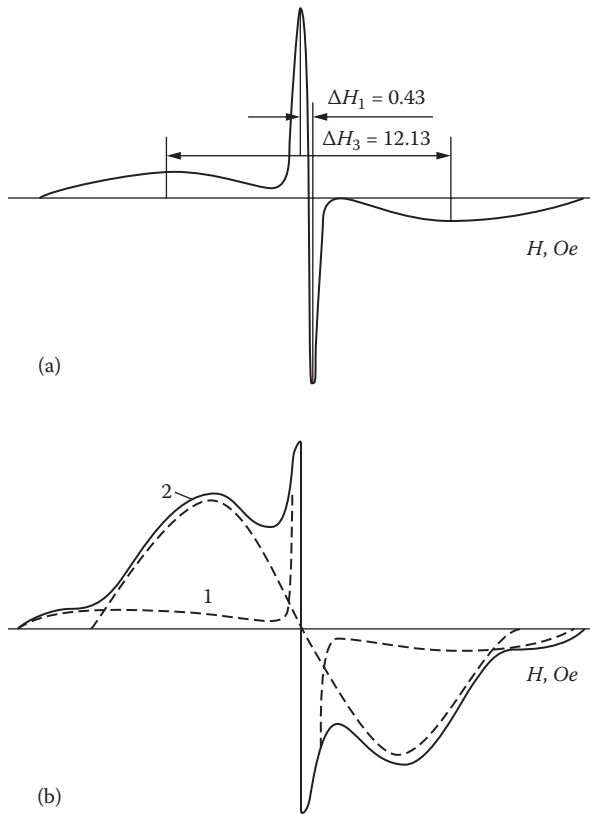 ΔH₁ = 0.43
ΔH₃ = 12.13
H, Oe
(a)
2
1
H, Oe
(b)